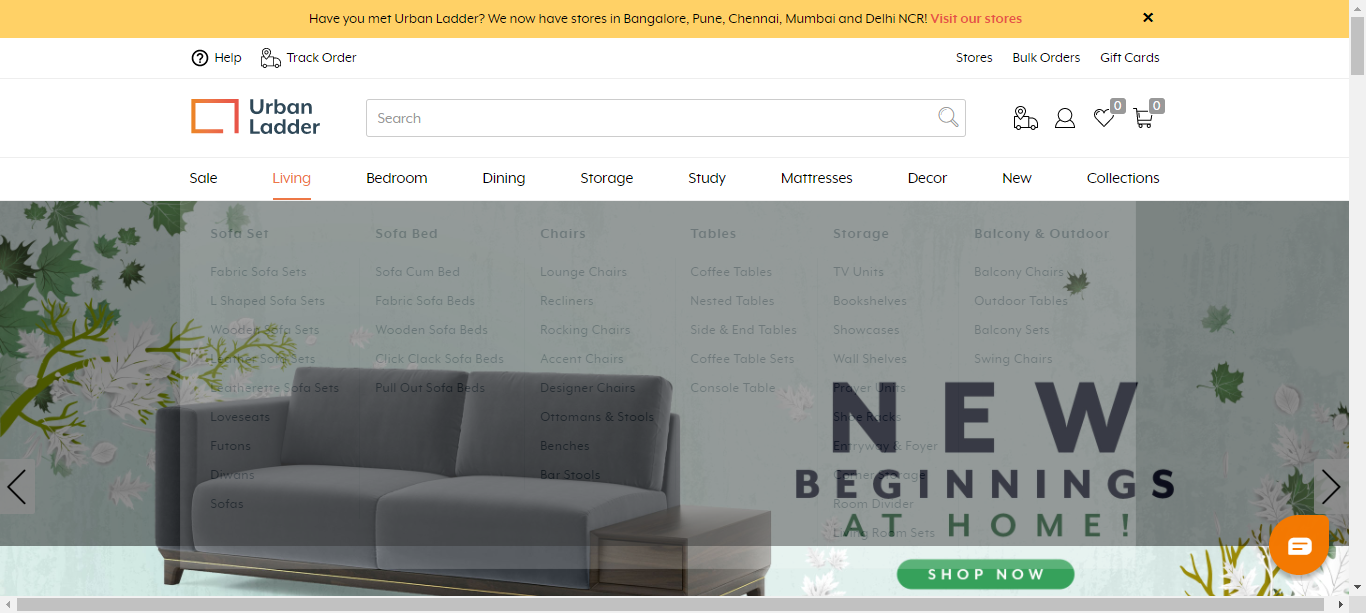 Have you met Urban Ladder? We now have stores in Bangalore, Pune, Chennai, Mumbai and Delhi NCR! Visit our stores
Help Track Order Stores Bulk Orders Gift Cards
Urban
Ladder
Search
0 0
Sale Living Bedroom Dining Storage Study Mattresses Decor New Collections
Sofa Set
Fabric Sofa Sets
L Shaped Sofa Sets
Wooden Sofa Sets
Leather Sofa Sets
Leatherette Sofa Sets
Loveseats
Futons
Diwans
Sofas
Sofa Bed
Sofa Cum Bed
Fabric Sofa Beds
Wooden Sofa Beds
Click Clack Sofa Beds
Pull Out Sofa Beds
Chairs
Lounge Chairs
Recliners
Rocking Chairs
Accent Chairs
Designer Chairs
Ottomans & Stools
Benches
Bar Stools
Tables
Coffee Tables
Nested Tables
Side & End Tables
Coffee Table Sets
Console Table
Storage
TV Units
Bookshelves
Showcases
Wall Shelves
Prayer Units
Shoe Racks
Entryway & Foyer
Corner Storage
Room Divider
Living Room Sets
Balcony & Outdoor
Balcony Chairs
Outdoor Tables
Balcony Sets
Swing Chairs
NEW
BEGINNINGS
AT HOME!
SHOP NOW